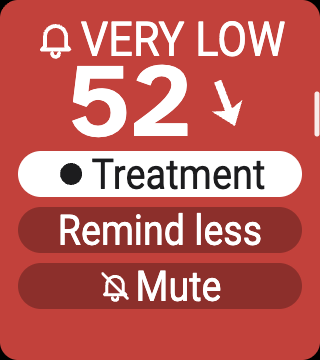 VERY LOW
52
Treatment
Remind less
Mute